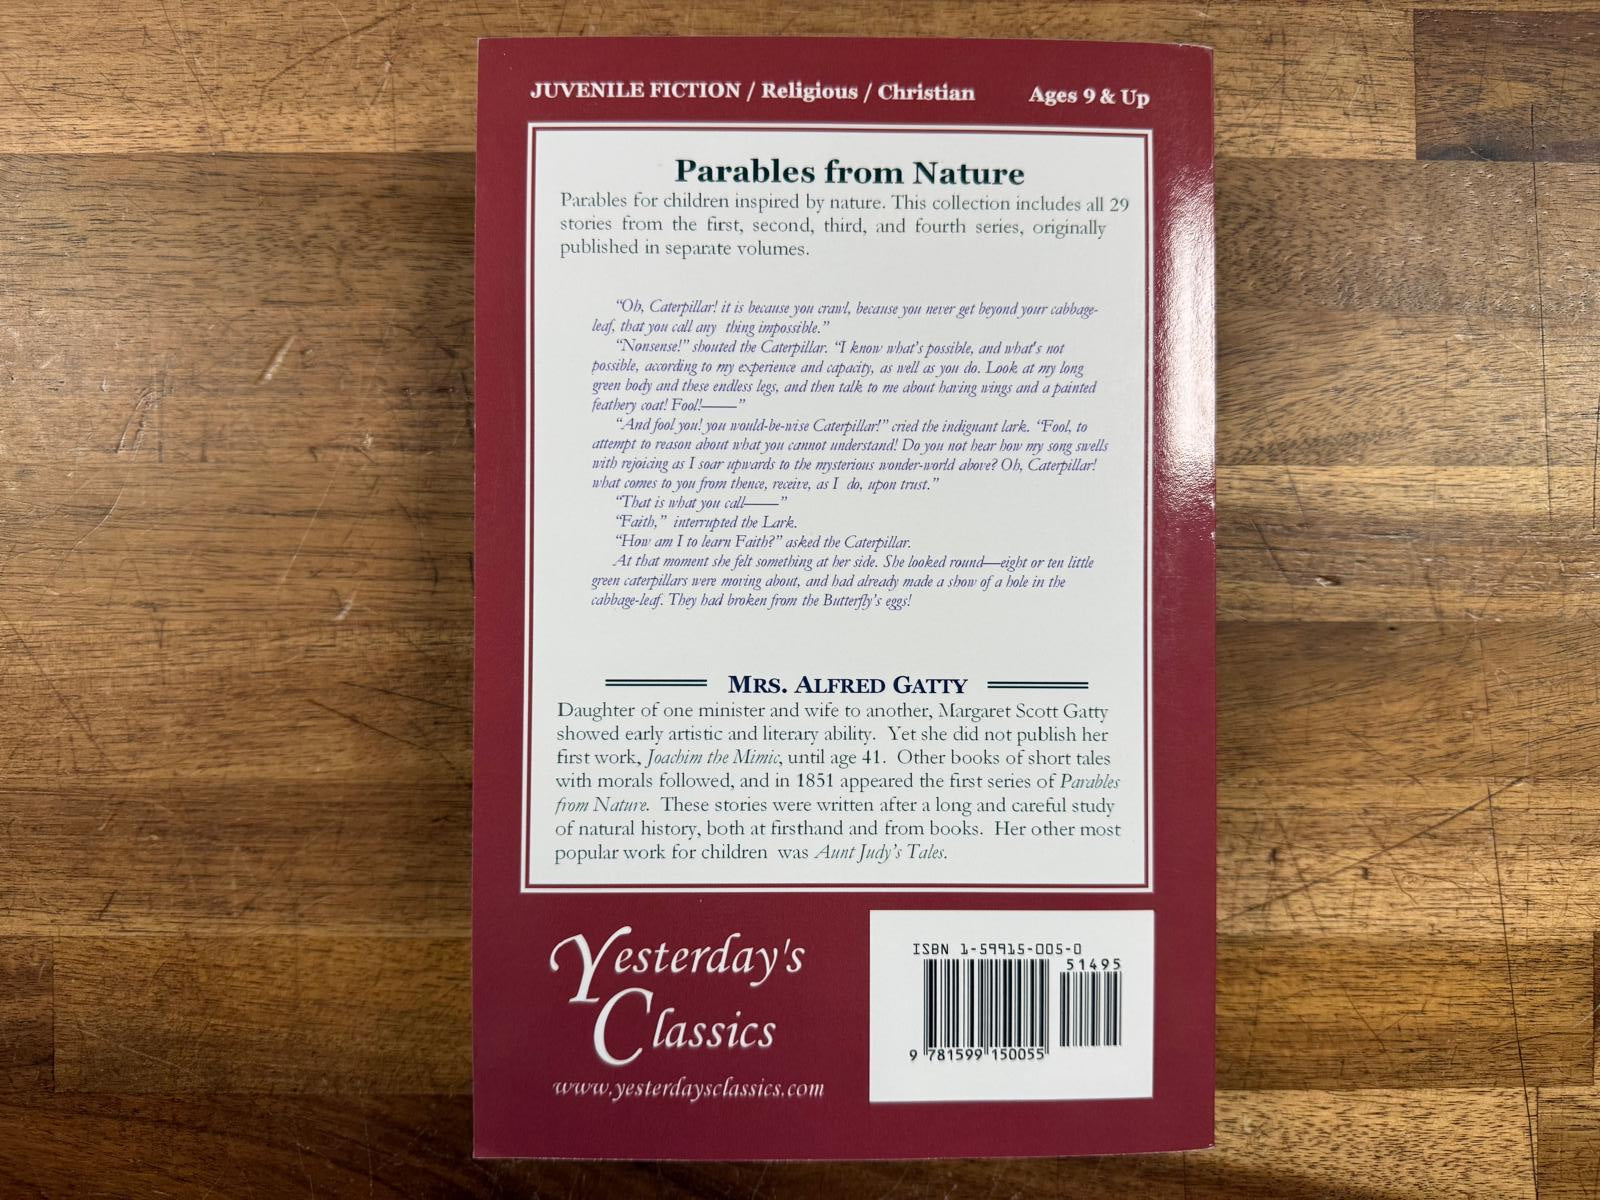 JUVENILE FICTION / Religious / Christian Ages 9 & Up
Parables from Nature
Parables for children inspired by nature. This collection includes all 29
stories from the first, second, third, and fourth series, originally
published in separate volumes.
“Oh, Caterpillar! it is because you crawl, because you never get beyond your cabbage-
leaf, that you call any thing impossible.”
“Nonsense!” shouted the Caterpillar. “I know what's possible, and what's not
possible, according to my experience and capacity, as well as you do. Look at my long
green body and these endless legs, and then talk to me about having wings and a painted
feathery coat! Fool!——”
“And fool you! you would-be-wise Caterpillar!” cried the indignant lark. “Fool, to
attempt to reason about what you cannot understand! Do you not hear how my song swells
with rejoicing as I soar upwards to the mysterious wonder-world above? Oh, Caterpillar!
what comes to you from thence, receive, as I do, upon trust.”
“That is what you call——”
“Faith,” interrupted the Lark.
“How am I to learn Faith?” asked the Caterpillar.
At that moment she felt something at her side. She looked round—eight or ten little
green caterpillars were moving about, and had already made a show of a hole in the
cabbage-leaf. They had broken from the Butterfly's eggs!
MRS. ALFRED GATTY
Daughter of one minister and wife to another, Margaret Scott Gatty
showed early artistic and literary ability. Yet she did not publish her
first work, Joachim the Mimic, until age 41. Other books of short tales
with morals followed, and in 1851 appeared the first series of Parables
from Nature. These stories were written after a long and careful study
of natural history, both at firsthand and from books. Her other most
popular work for children was Aunt Judy's Tales.
Yesterday's
Classics
www.yesterdaysclassics.com
ISBN 1-59915-005-0
51495
9 781599 150055